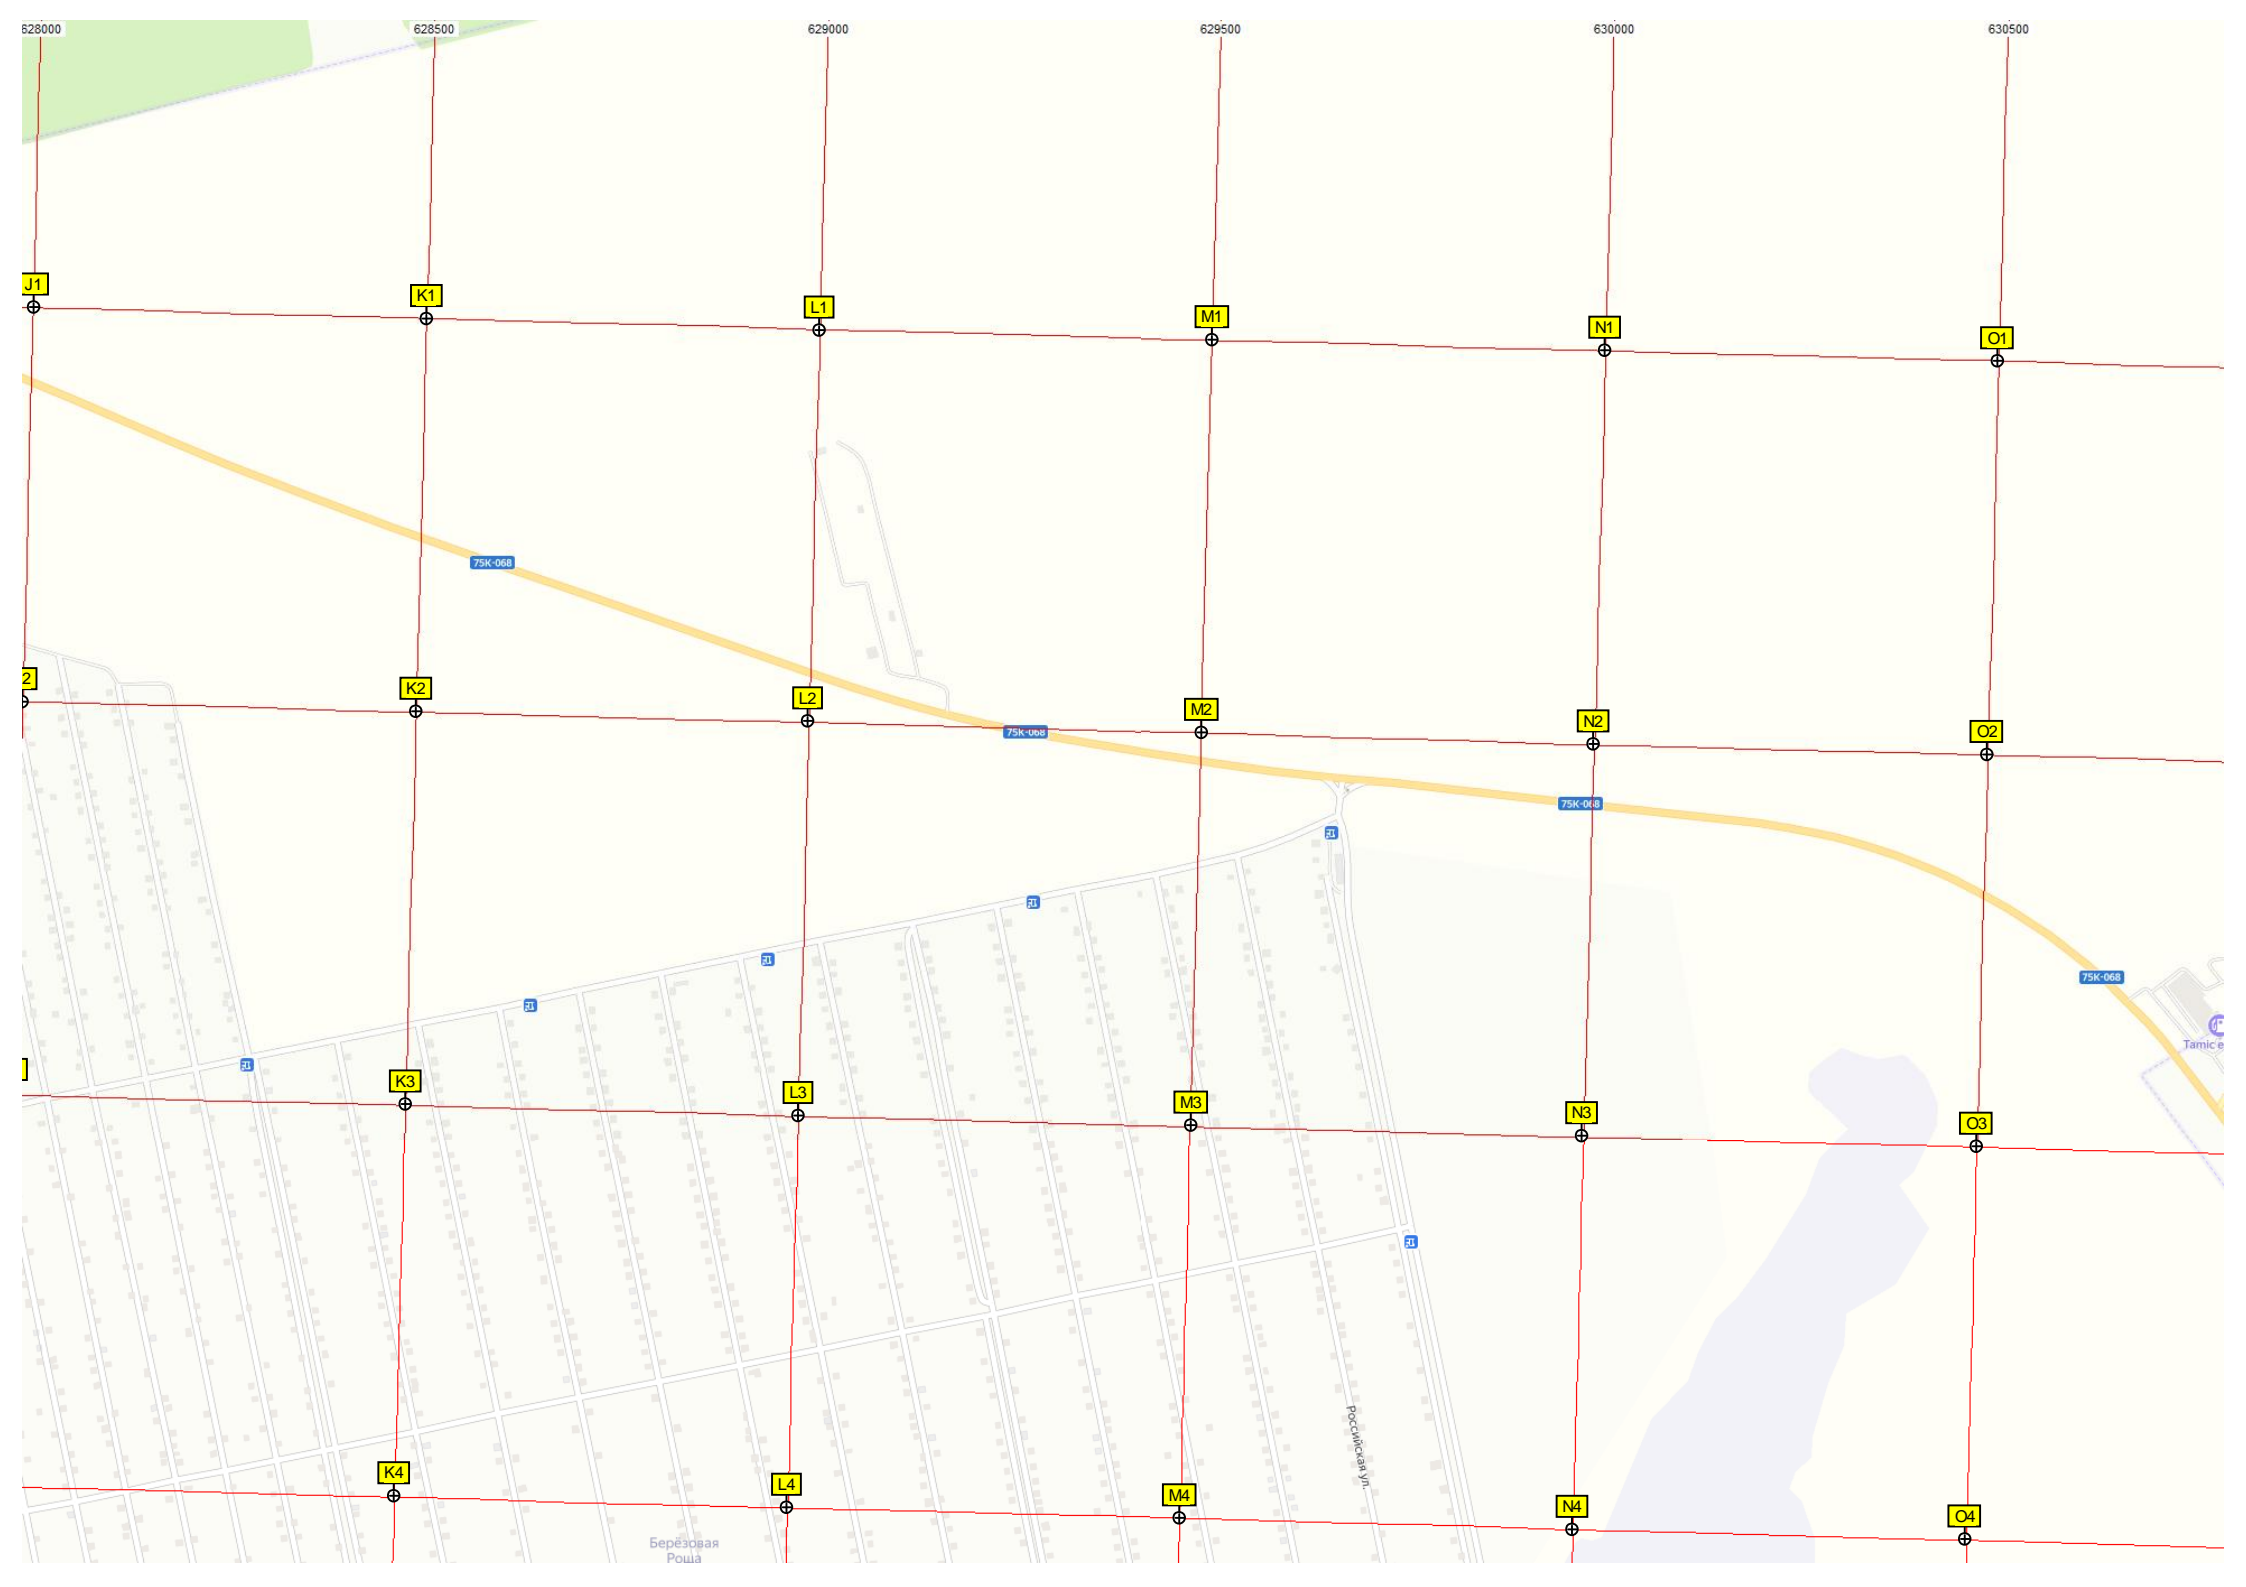 628000 628500 629000 629500 630000 630500
J1 K1 L1 M1 N1 O1
75K-068
2 K2 L2 M2 N2 O2
75K-068
75K-068
75K-068
Tamic e
K3 L3 M3 N3 O3
Российская ул.
K4 L4 M4 N4 O4
Берёзовая
Роща